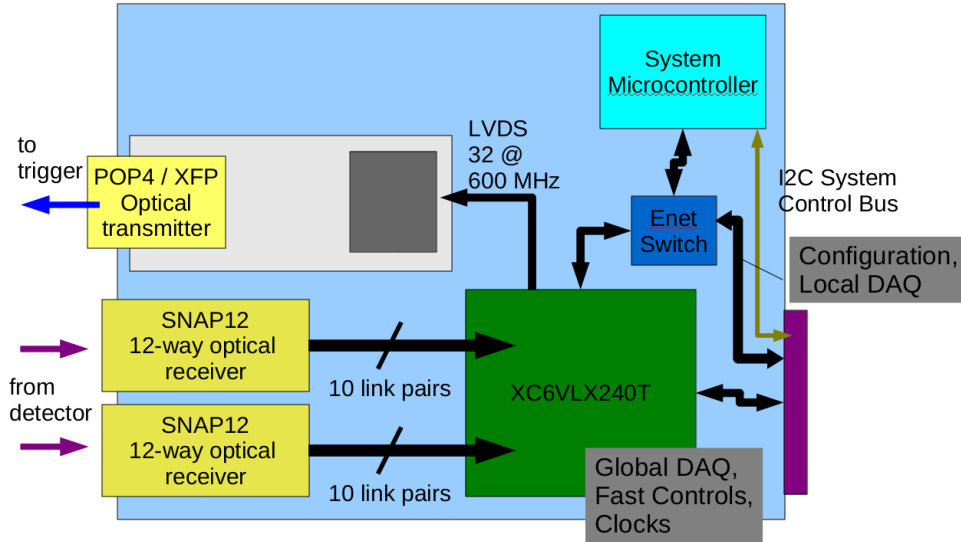 System
Microcontroller
to
trigger
POP4 / XFP
Optical
transmitter
LVDS
32 @
600 MHz
I2C System
Control Bus
Enet
Switch
Configuration,
Local DAQ
SNAP12
12-way optical
receiver
10 link pairs
from
detector
XC6VLX240T
SNAP12
12-way optical
receiver
10 link pairs
Global DAQ,
Fast Controls,
Clocks